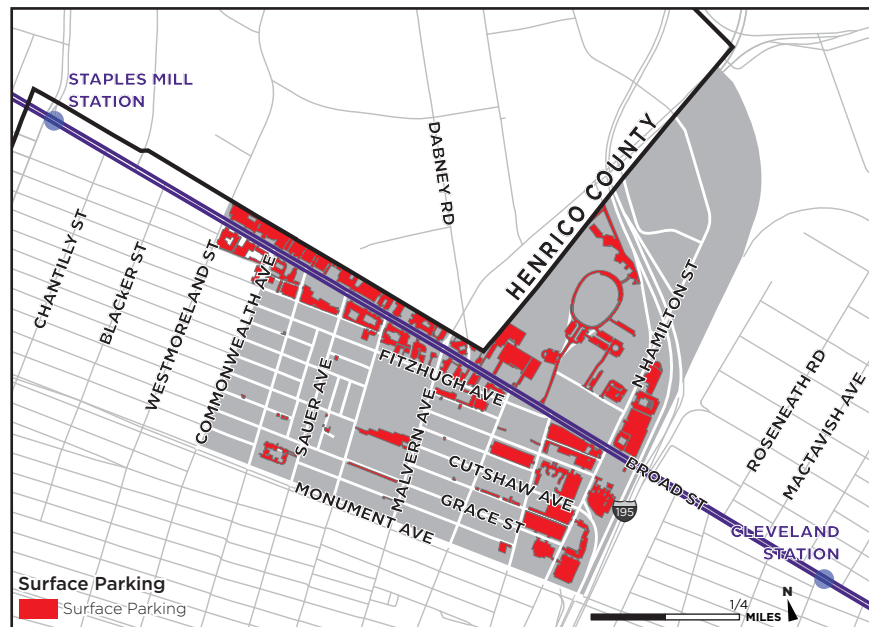 STAPLES MILL
STATION
DABNEY RD
HENRICO COUNTY
CHANTILLY ST
BLACKER ST
WESTMORELAND ST
COMMONWEALTH AVE
SAUER AVE
FITZHUGH AVE
MALVERN AVE
N HAMILTON ST
ROSENEATH RD
MACTAVISH AVE
CUTSHAW AVE
BROAD ST
GRACE ST
MONUMENT AVE
195
CLEVELAND
STATION
Surface Parking
Surface Parking
1/4
MILES
N